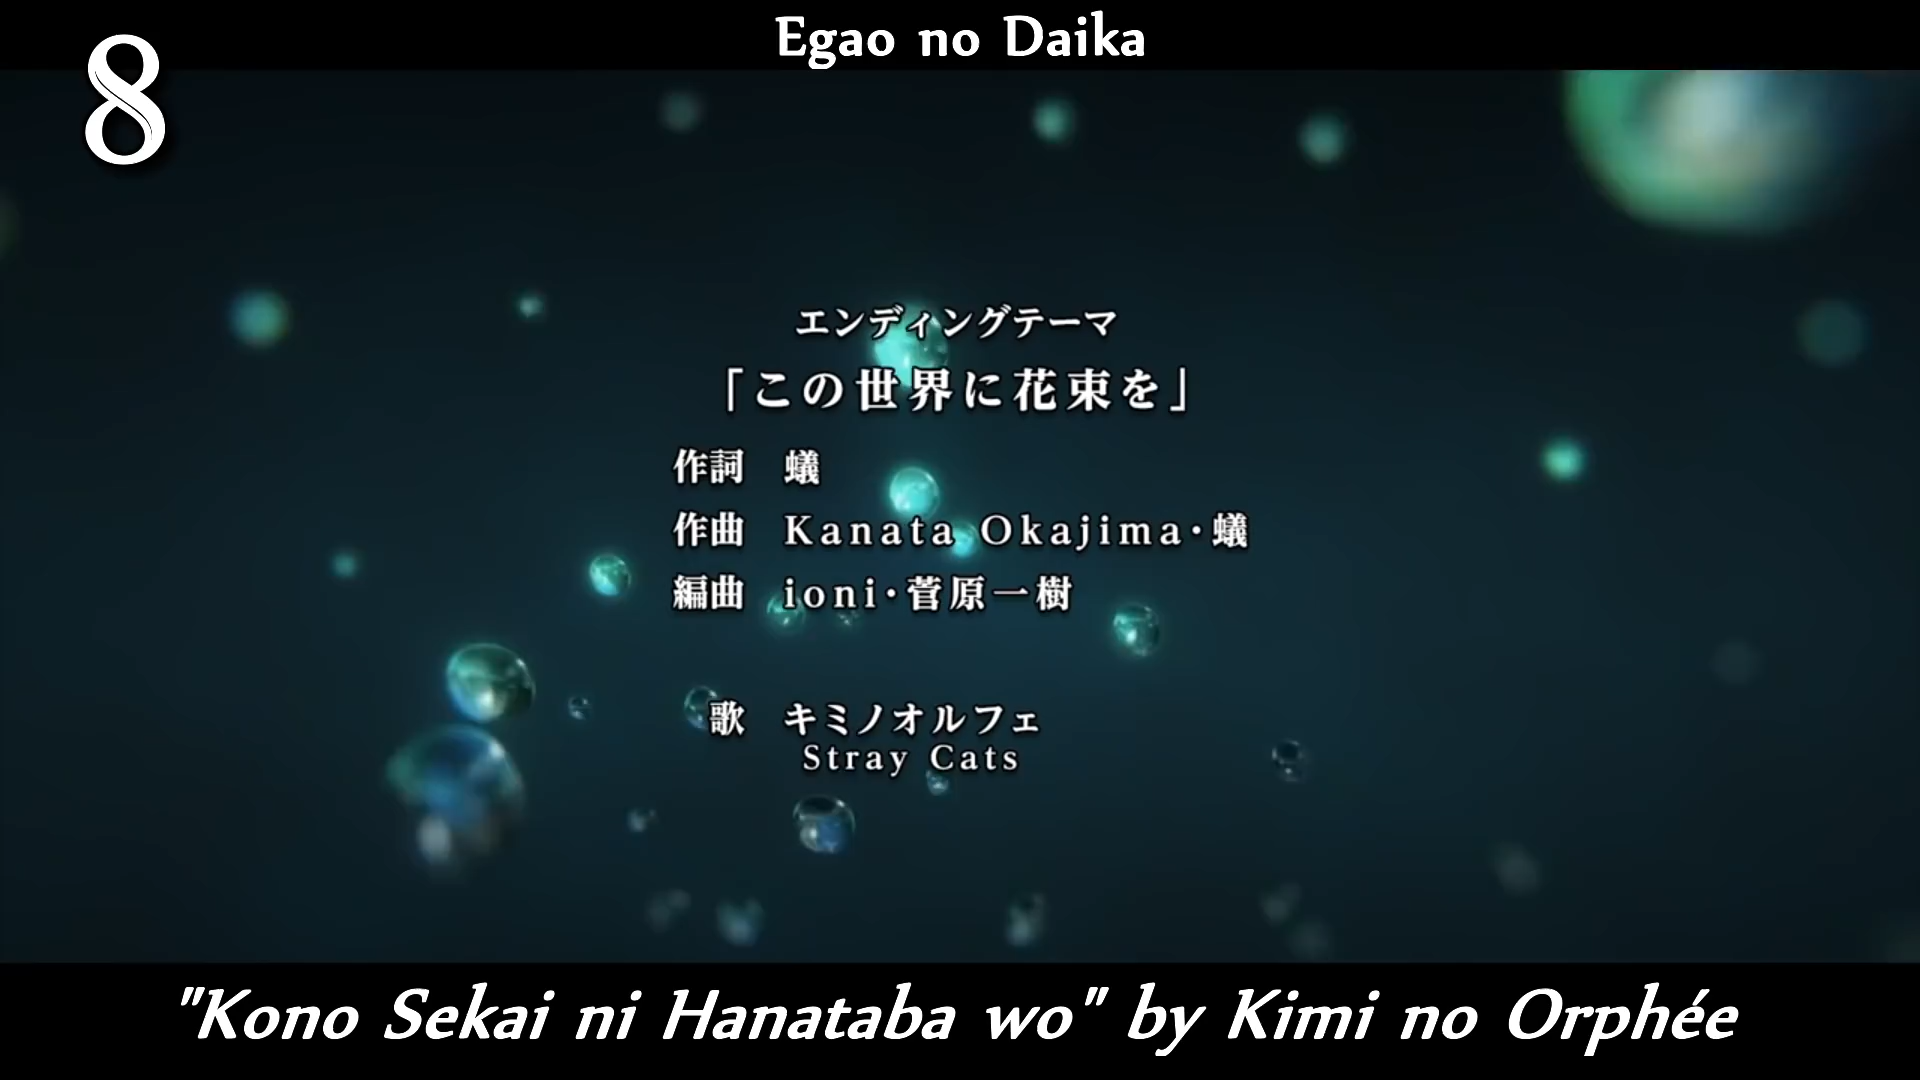 Egao no Daika
8
エンディングテーマ
「この世界に花束を」
作詞 蟻
作曲 Kanata Okajima・蟻
編曲 ioni・菅原一樹
歌 キミノオルフェ
Stray Cats
"Kono Sekai ni Hanataba wo" by Kimi no Orphée